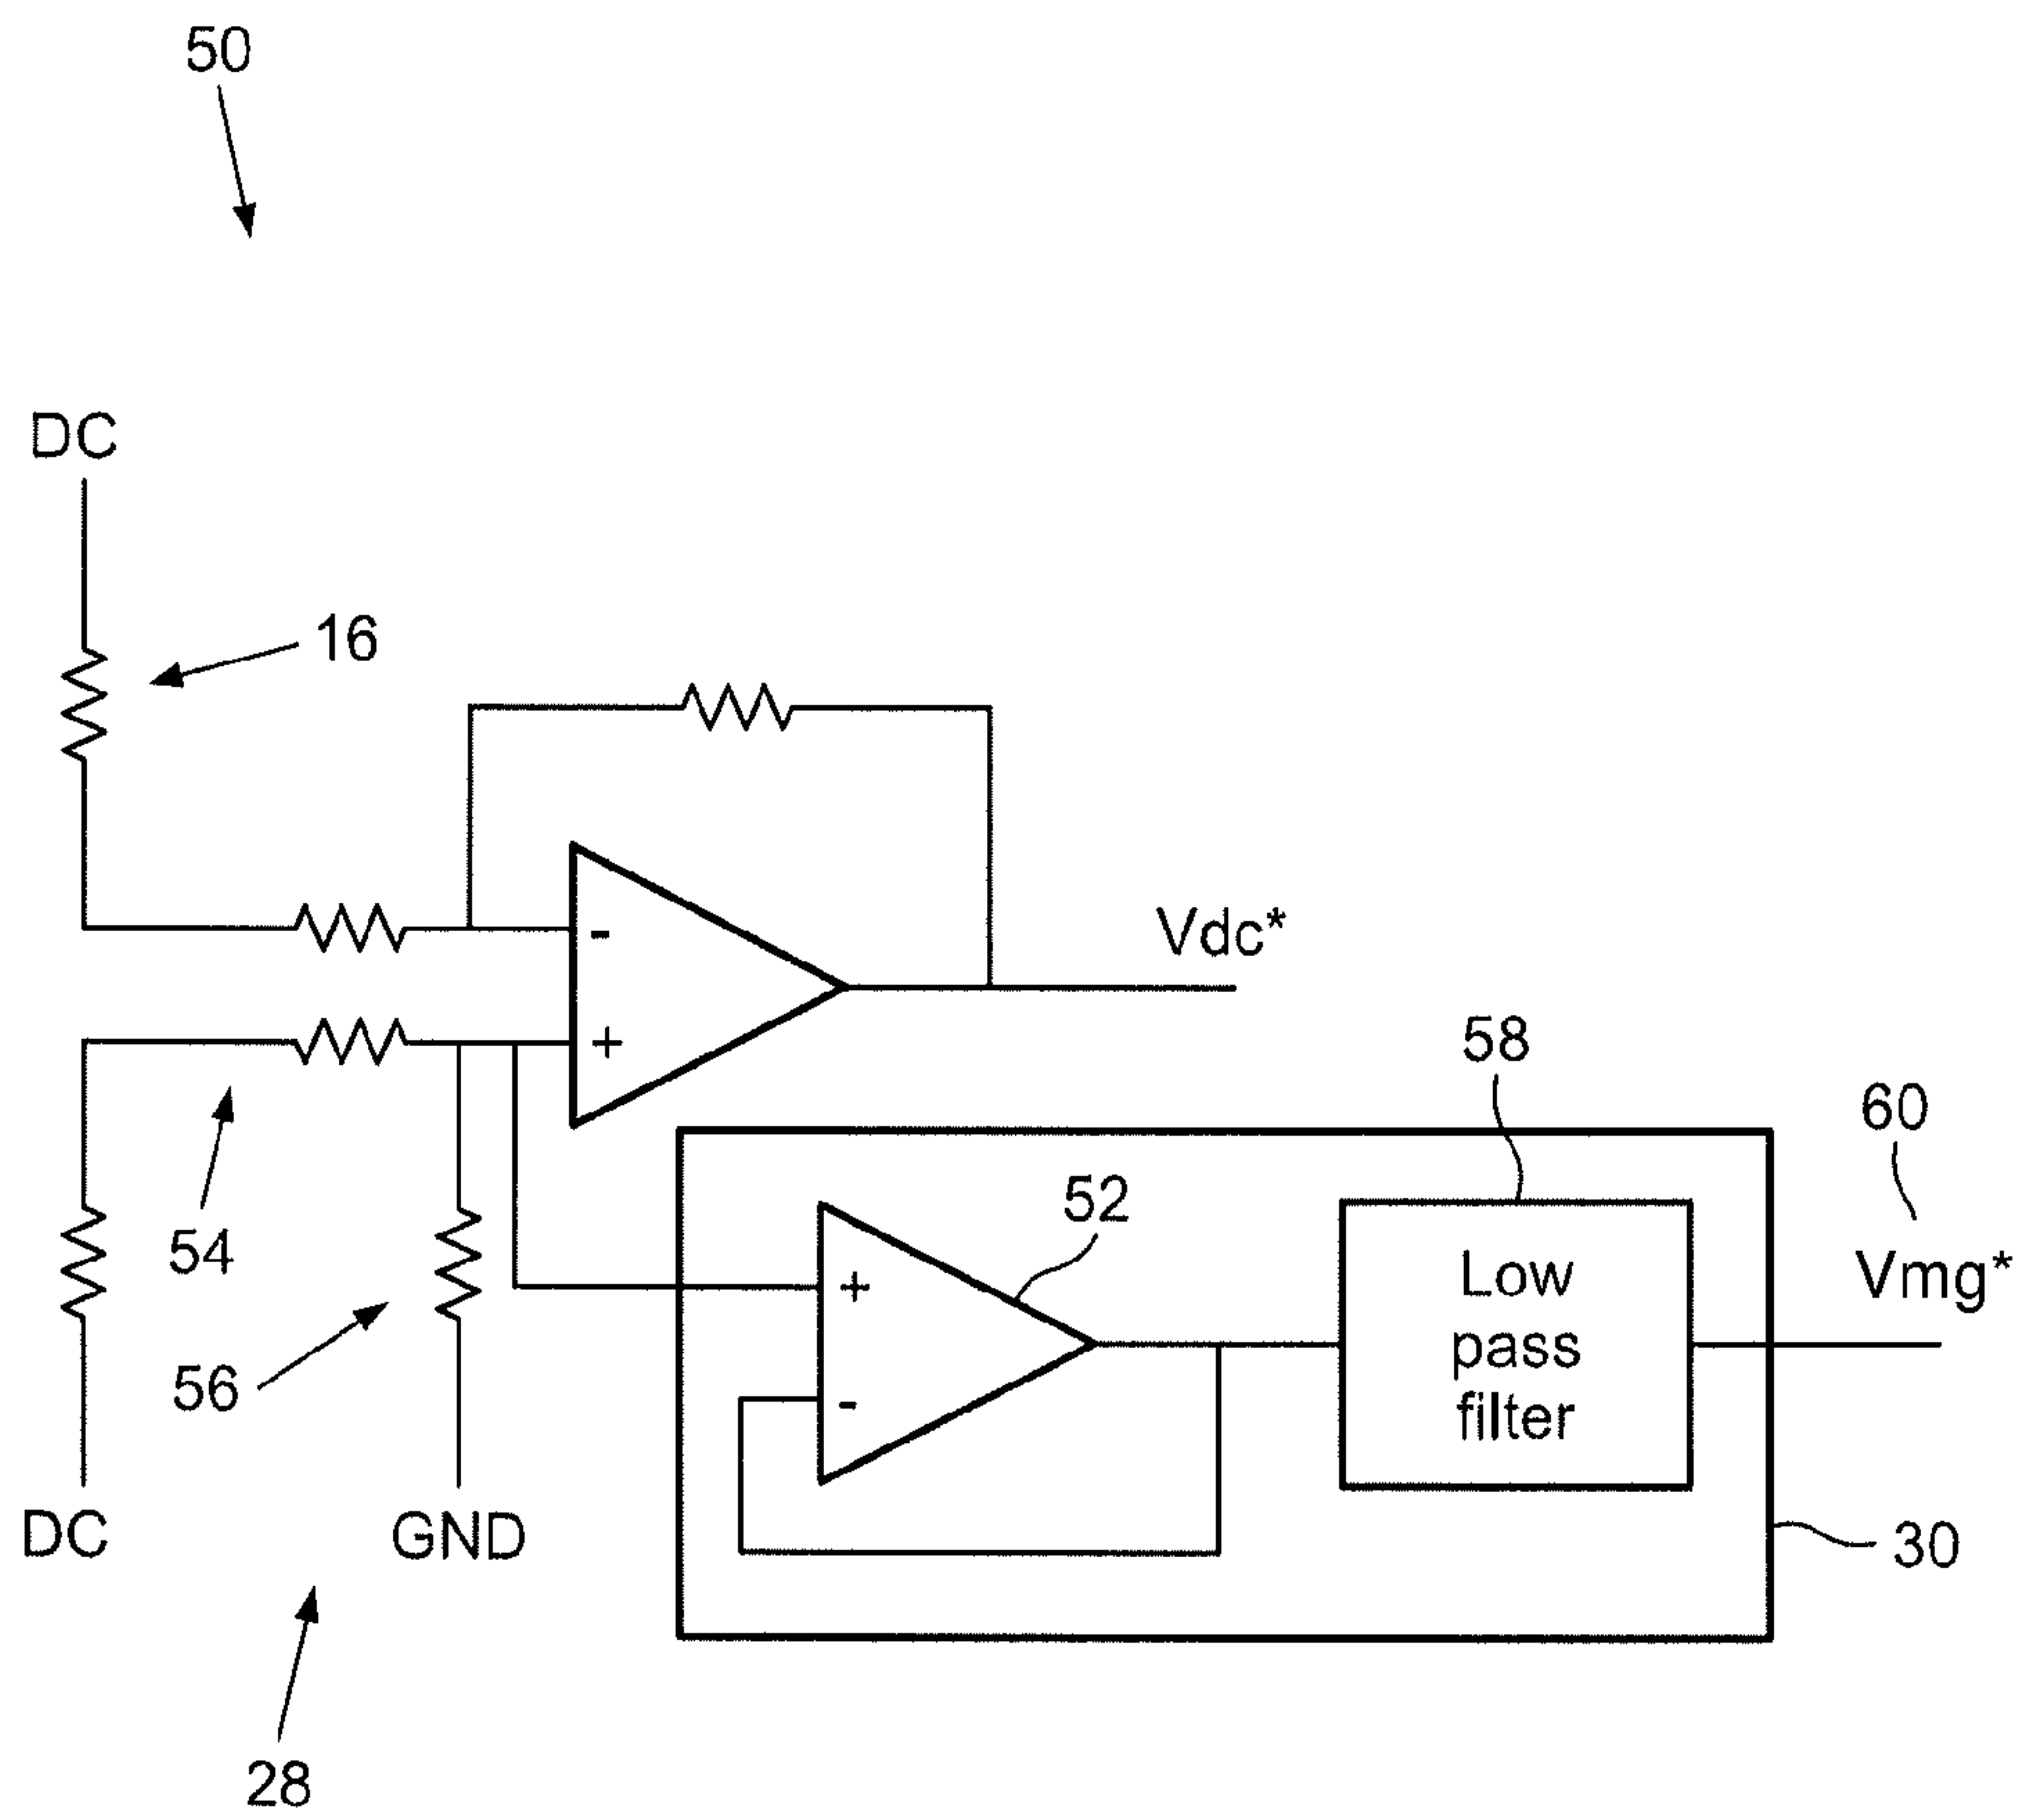 50
DC
16
Vdc*
-
+
58
60
54
52
+
Low
pass
filter
Vmg*
56
-
DC
GND
30
28